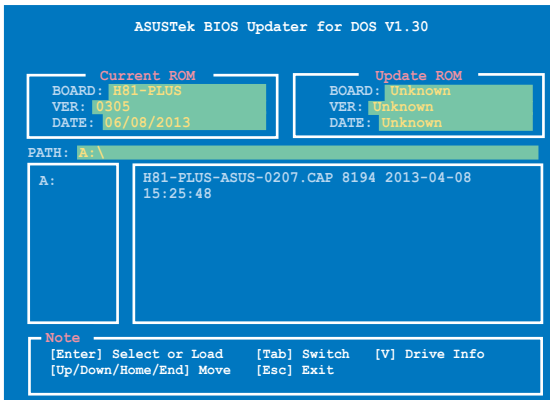 ASUSTek BIOS Updater for DOS V1.30
Current ROM
BOARD: H81-PLUS
VER: 0305
DATE: 06/08/2013
Update ROM
BOARD: Unknown
VER: Unknown
DATE: Unknown
PATH: A:\
A:
H81-PLUS-ASUS-0207.CAP 8194 2013-04-08
15:25:48
Note
[Enter] Select or Load [Tab] Switch [V] Drive Info
[Up/Down/Home/End] Move [Esc] Exit